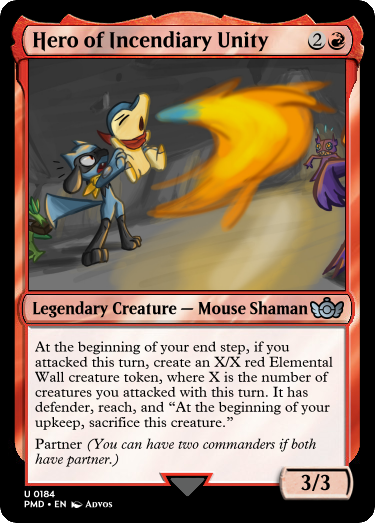 Hero of Incendiary Unity 2
Legendary Creature — Mouse Shaman
At the beginning of your end step, if you
attacked this turn, create an X/X red Elemental
Wall creature token, where X is the number of
creatures you attacked with this turn. It has
defender, reach, and “At the beginning of your
upkeep, sacrifice this creature.”
Partner (You can have two commanders if both
have partner.)
3/3
U 0184
PMD • EN Advos